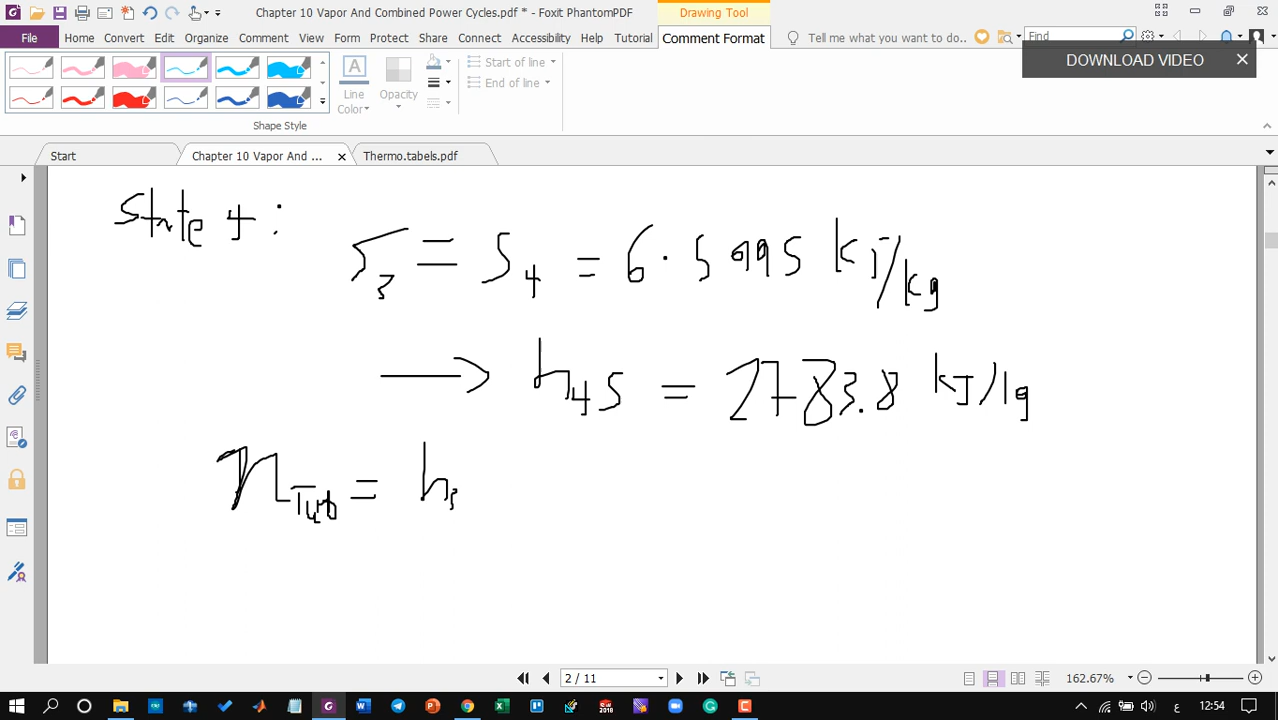 Chapter 10 Vapor And Combined Power Cycles.pdf * - Foxit PhantomPDF
Drawing Tool
File Home Convert Edit Organize Comment View Form Protect Share Connect Accessibility Help Tutorial Comment Format Tell me what you want to do.. Find
DOWNLOAD VIDEO
Start of line
End of line
Line Color
Opacity
Shape Style
Start Chapter 10 Vapor And ... Thermo.tabels.pdf
State 4 :
S3 = S4 = 6.5995 kJ/kg
→ h4s = 2783.8 kJ/kg
ηTurb = h3
2 / 11
162.67%
12:54